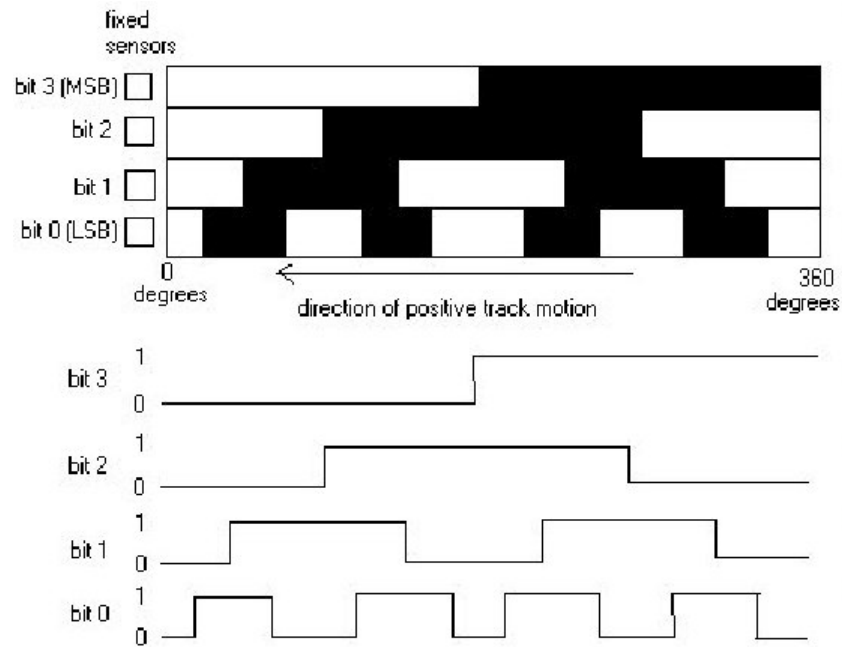 fixed
sensors
bit 3 (MSB)
bit 2
bit 1
bit 0 (LSB)
0
degrees
direction of positive track motion
360
degrees
bit 3
1
0
bit 2
1
0
bit 1
1
0
bit 0
1
0